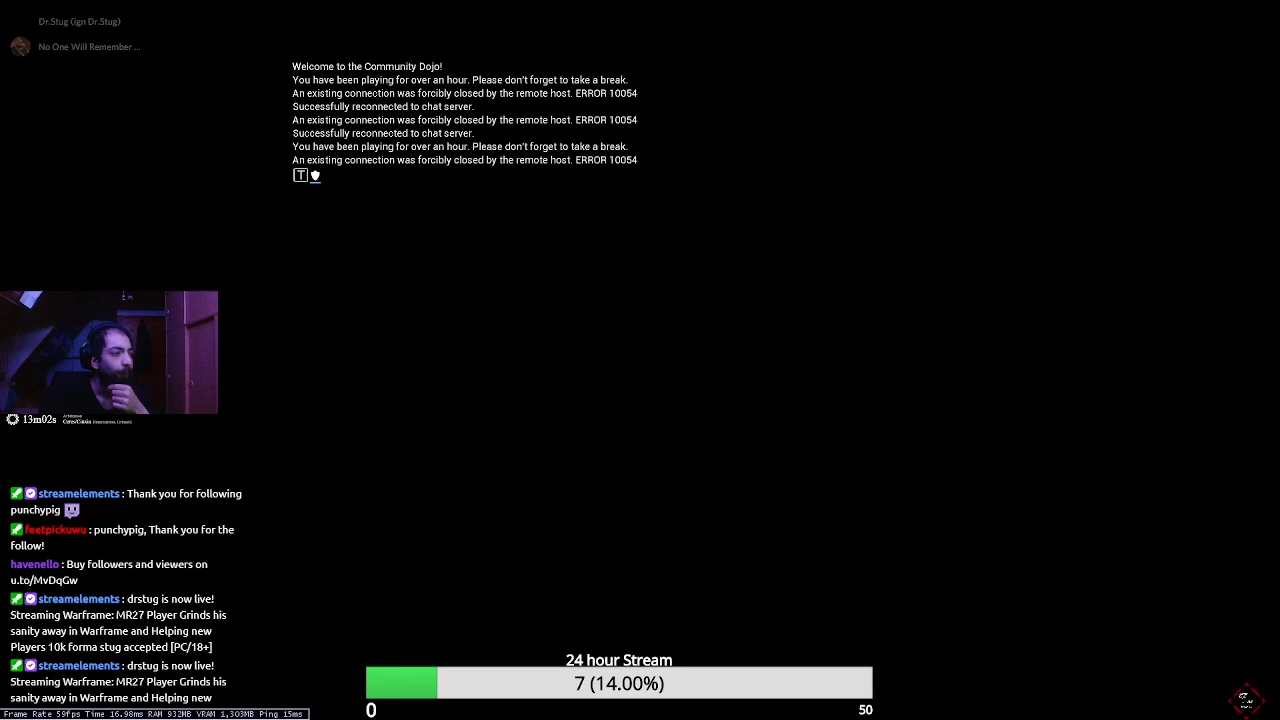 Dr.Stug (ign Dr.Stug)
No One Will Remember ...
Welcome to the Community Dojo!
You have been playing for over an hour. Please don't forget to take a break.
An existing connection was forcibly closed by the remote host. ERROR 10054
Successfully reconnected to chat server.
An existing connection was forcibly closed by the remote host. ERROR 10054
Successfully reconnected to chat server.
You have been playing for over an hour. Please don't forget to take a break.
An existing connection was forcibly closed by the remote host. ERROR 10054
T
13m02s
streamelements : Thank you for following
punchypig
feetpickuwu : punchypig, Thank you for the
follow!
havenello : Buy followers and viewers on
u.to/MvDqGw
streamelements : drstug is now live!
Streaming Warframe: MR27 Player Grinds his
sanity away in Warframe and Helping new
Players 10k forma stug accepted [PC/18+]
streamelements : drstug is now live!
Streaming Warframe: MR27 Player Grinds his
sanity away in Warframe and Helping new
Frame Rate 59fps Time 16.98ms RAM 932MB VRAM 1,303MB Ping 15ms
24 hour Stream
7 (14.00%)
0
50